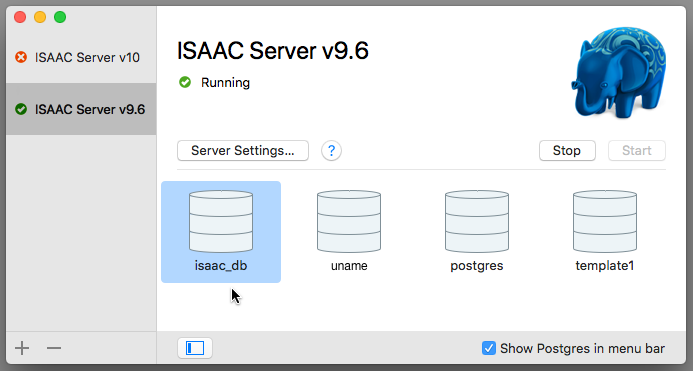 ISAAC Server v10
ISAAC Server v9.6
ISAAC Server v9.6
Running
Server Settings...
?
Stop
Start
isaac_db
uname
postgres
template1
Show Postgres in menu bar